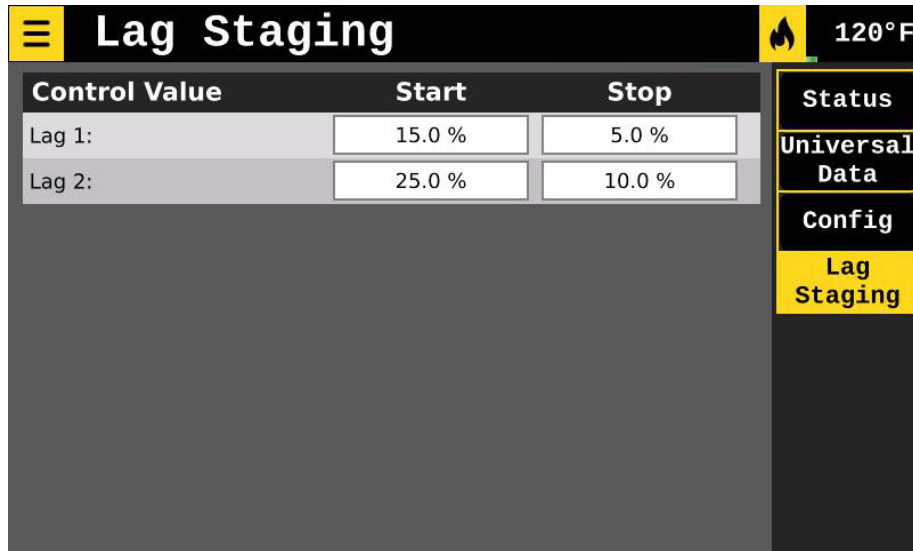 Lag Staging
120°F
Control Value Start Stop
Lag 1: 15.0 % 5.0 %
Lag 2: 25.0 % 10.0 %
Status
Universal
Data
Config
Lag
Staging